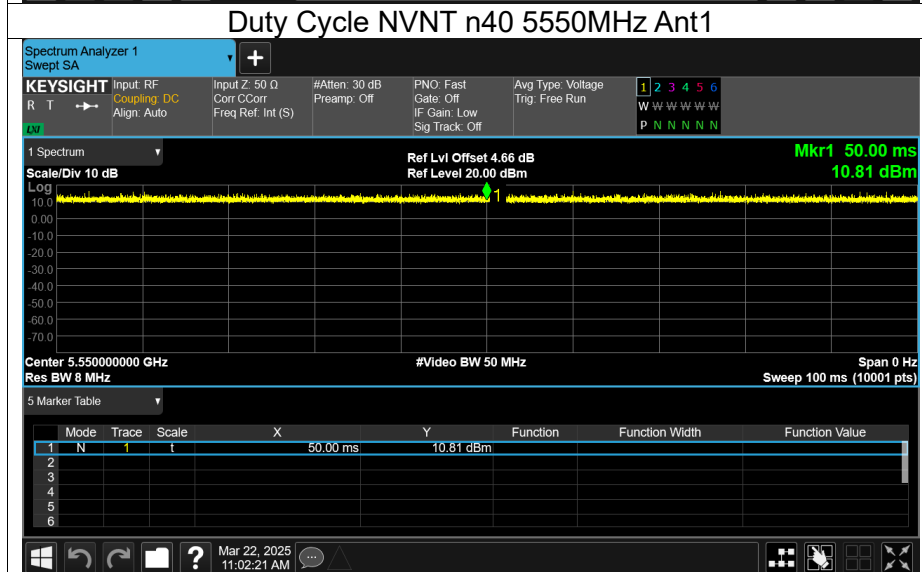 Duty Cycle NVNT n40 5550MHz Ant1
Spectrum Analyzer 1
Swept SA
+
KEYSIGHT
R T
LXI
Input: RF
Coupling: DC
Align: Auto
Input Z: 50 Ω
Corr CCorr
Freq Ref: Int (S)
#Atten: 30 dB
Preamp: Off
PNO: Fast
Gate: Off
IF Gain: Low
Sig Track: Off
Avg Type: Voltage
Trig: Free Run
1 2 3 4 5 6
W W W W W W
P N N N N N
1 Spectrum
Scale/Div 10 dB
Ref Lvl Offset 4.66 dB
Ref Level 20.00 dBm
Mkr1 50.00 ms
10.81 dBm
Log
10.0
0.00
-10.0
-20.0
-30.0
-40.0
-50.0
-60.0
-70.0
1
Center 5.550000000 GHz
Res BW 8 MHz
#Video BW 50 MHz
Span 0 Hz
Sweep 100 ms (10001 pts)
5 Marker Table
Mode Trace Scale X Y Function Function Width Function Value
1 N 1 t 50.00 ms 10.81 dBm
2
3
4
5
6
?
Mar 22, 2025
11:02:21 AM